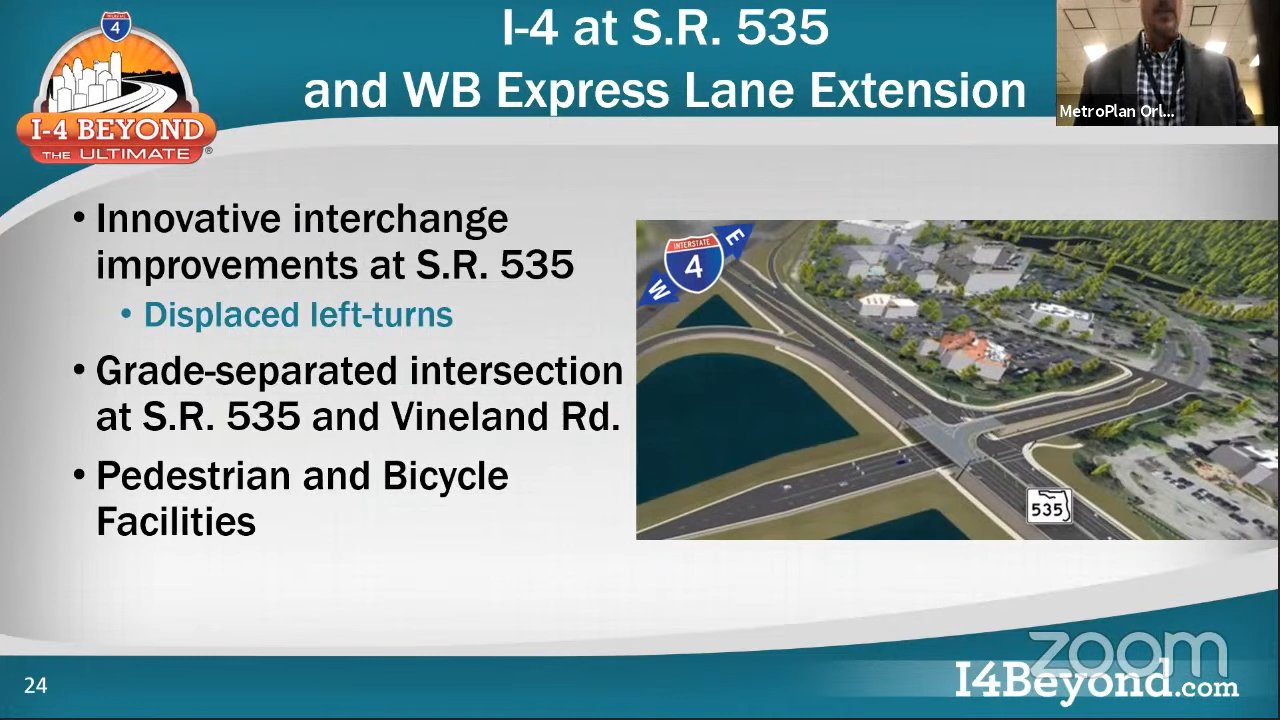 I-4 at S.R. 535
and WB Express Lane Extension
4
I-4 BEYOND
THE ULTIMATE®
MetroPlan Orl...
• Innovative interchange
improvements at S.R. 535
• Displaced left-turns
• Grade-separated intersection
at S.R. 535 and Vineland Rd.
• Pedestrian and Bicycle
Facilities
INTERSTATE
4
E
W
535
24
zoom
I4Beyond.com